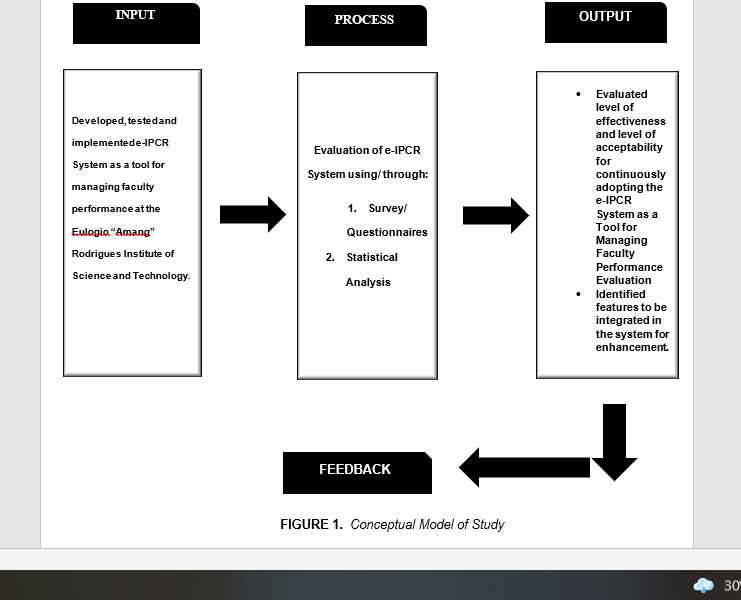 INPUT
PROCESS
OUTPUT
Developed, tested and
implemented e-IPCR
System as a tool for
managing faculty
performance at the
Eulogio "Amang"
Rodrigues Institute of
Science and Technology.
Evaluation of e-IPCR
System using/ through:
1. Survey/
Questionnaires
2. Statistical
Analysis
• Evaluated
level of
effectiveness
and level of
acceptability
for
continuously
adopting the
e-IPCR
System as a
Tool for
Managing
Faculty
Performance
Evaluation
• Identified
features to be
integrated in
the system for
enhancement.
FEEDBACK
FIGURE 1. Conceptual Model of Study
30°